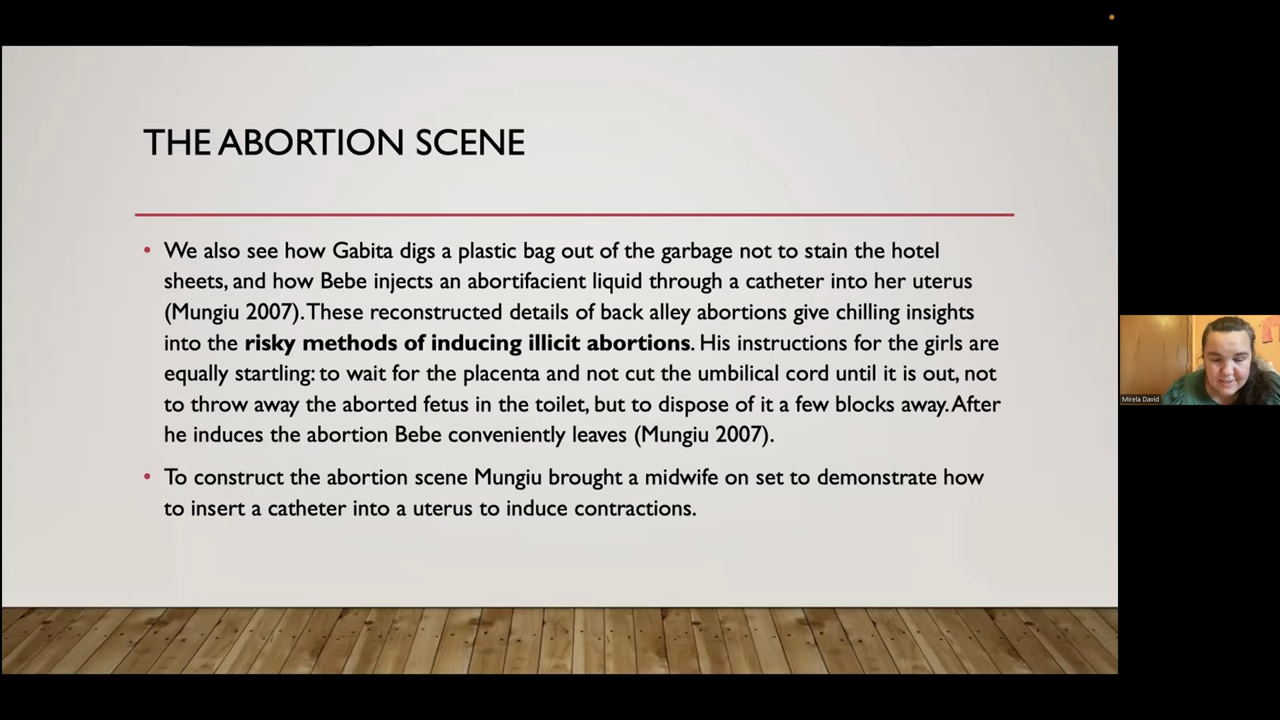 THE ABORTION SCENE
• We also see how Gabita digs a plastic bag out of the garbage not to stain the hotel
sheets, and how Bebe injects an abortifacient liquid through a catheter into her uterus
(Mungiu 2007). These reconstructed details of back alley abortions give chilling insights
into the risky methods of inducing illicit abortions. His instructions for the girls are
equally startling: to wait for the placenta and not cut the umbilical cord until it is out, not
to throw away the aborted fetus in the toilet, but to dispose of it a few blocks away. After
he induces the abortion Bebe conveniently leaves (Mungiu 2007).
• To construct the abortion scene Mungiu brought a midwife on set to demonstrate how
to insert a catheter into a uterus to induce contractions.
Mirela David